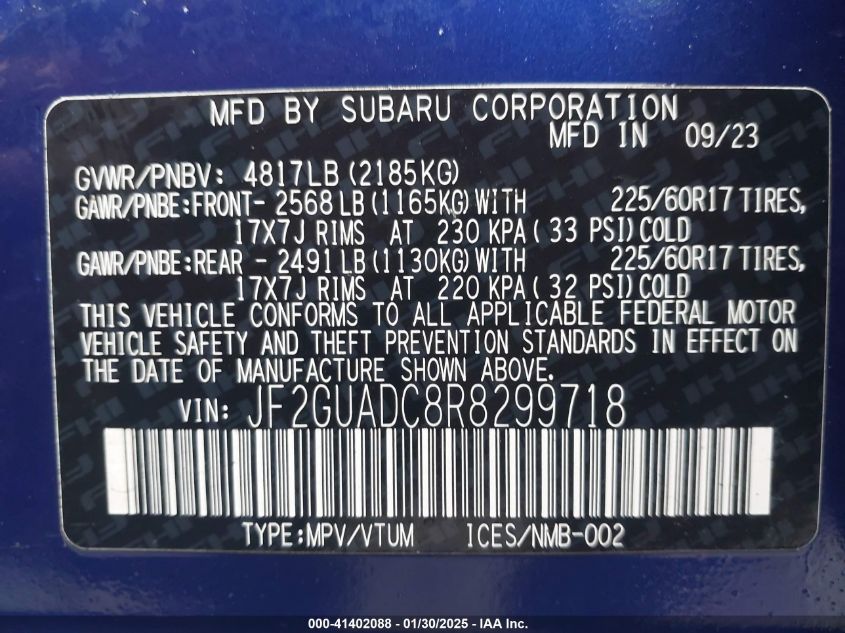 MFD BY SUBARU CORPORATION
MFD IN 09/23
GVWR/PNBV: 4817LB (2185KG)
GAWR/PNBE:FRONT- 2568 LB (1165KG) WITH 225/60R17 TIRES,
17X7J RIMS AT 230 KPA ( 33 PSI) COLD
GAWR/PNBE:REAR - 2491 LB (1130KG) WITH 225/60R17 TIRES,
17X7J RIMS AT 220 KPA ( 32 PSI) COLD
THIS VEHICLE CONFORMS TO ALL APPLICABLE FEDERAL MOTOR
VEHICLE SAFETY AND THEFT PREVENTION STANDARDS IN EFFECT ON
THE DATE OF MANUFACTURE SHOWN ABOVE.
VIN: JF2GUADC8R8299718
TYPE:MPV/VTUM ICES/NMB-002
000-41402088 - 01/30/2025 - IAA Inc.